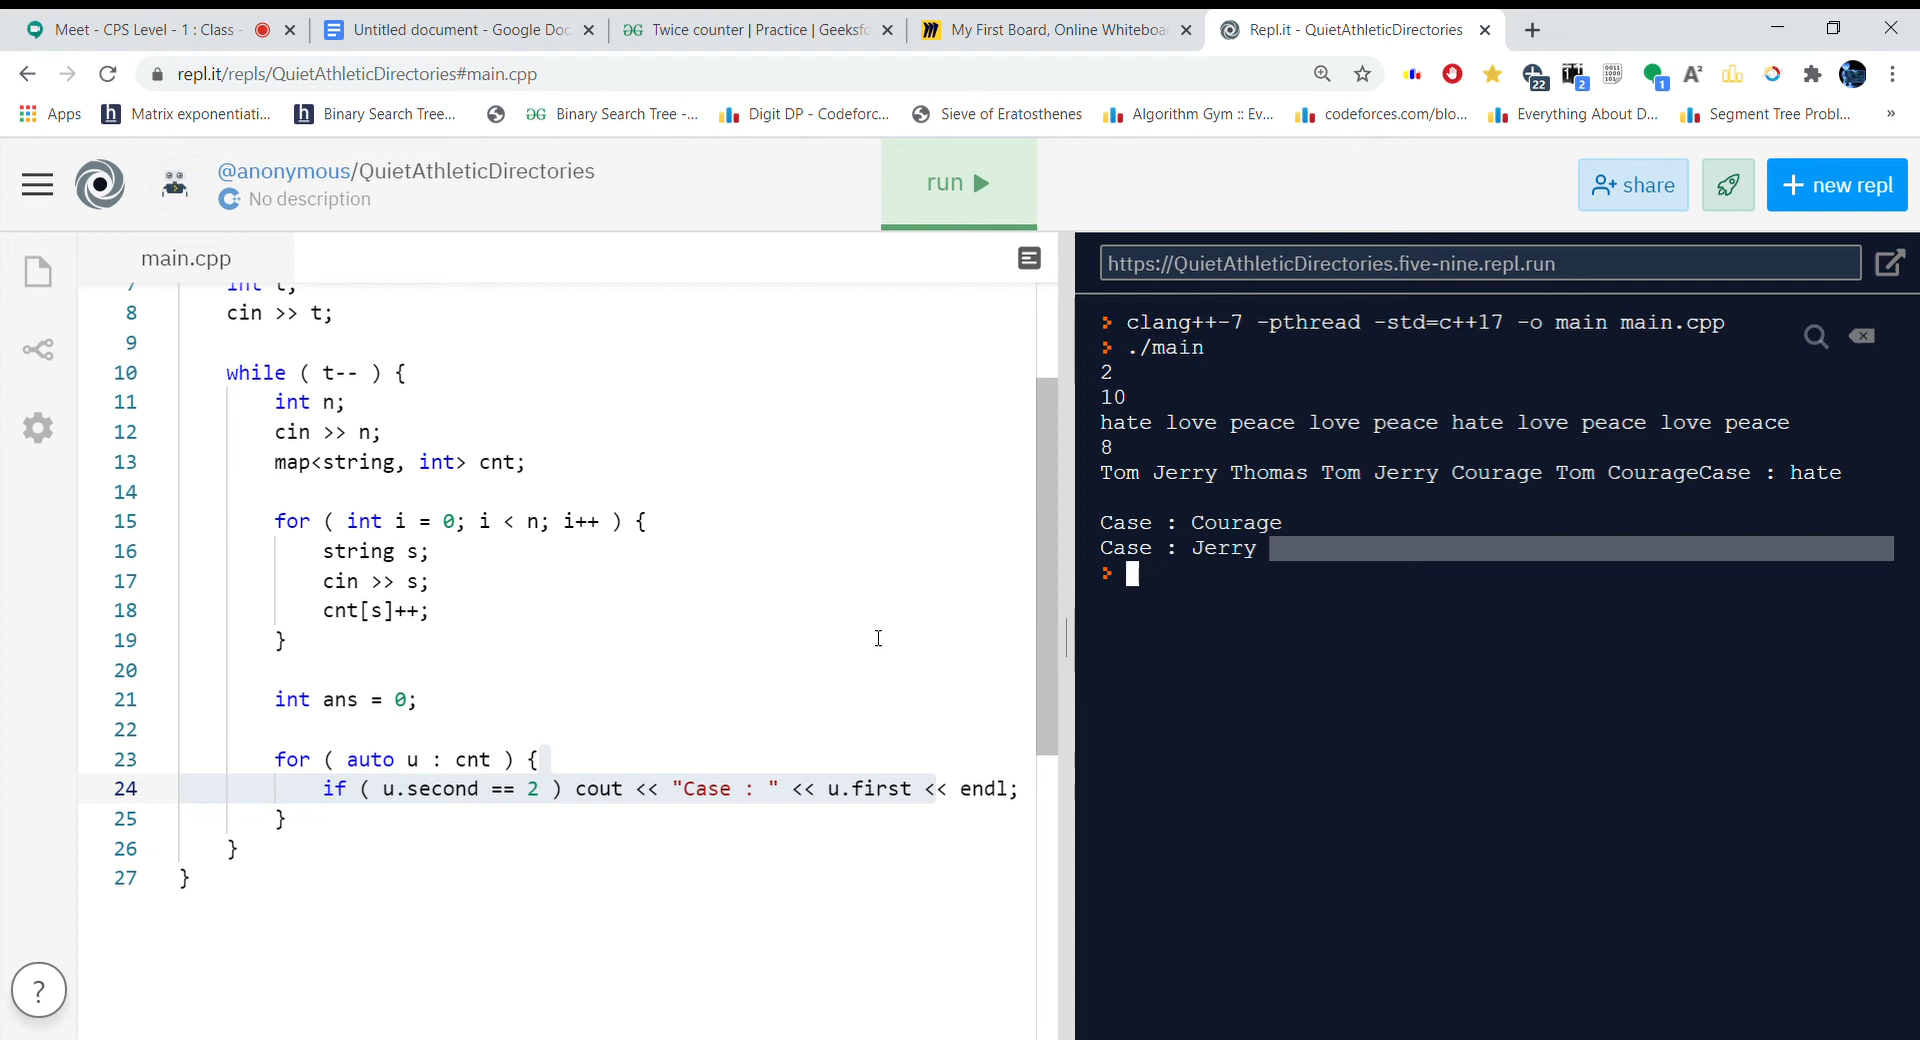 Meet - CPS Level - 1 : Class -
Untitled document - Google Doc
Twice counter | Practice | Geeksfo
My First Board, Online Whiteboar
Repl.it - QuietAthleticDirectories
repl.it/repls/QuietAthleticDirectories#main.cpp
22
2
1
Apps
Matrix exponentiati...
Binary Search Tree...
Binary Search Tree -...
Digit DP - Codeforc...
Sieve of Eratosthenes
Algorithm Gym :: Ev...
codeforces.com/blo...
Everything About D...
Segment Tree Probl...
»
@anonymous/QuietAthleticDirectories
No description
run
share
+ new repl
main.cpp
7 int t;
8 cin >> t;
9
10 while ( t-- ) {
11 int n;
12 cin >> n;
13 map<string, int> cnt;
14
15 for ( int i = 0; i < n; i++ ) {
16 string s;
17 cin >> s;
18 cnt[s]++;
19 }
20
21 int ans = 0;
22
23 for ( auto u : cnt ) {
24 if ( u.second == 2 ) cout << "Case : " << u.first << endl;
25 }
26 }
27 }
?
https://QuietAthleticDirectories.five-nine.repl.run
> clang++-7 -pthread -std=c++17 -o main main.cpp
> ./main
2
10
hate love peace love peace hate love peace love peace
8
Tom Jerry Thomas Tom Jerry Courage Tom CourageCase : hate
Case : Courage
Case : Jerry
>